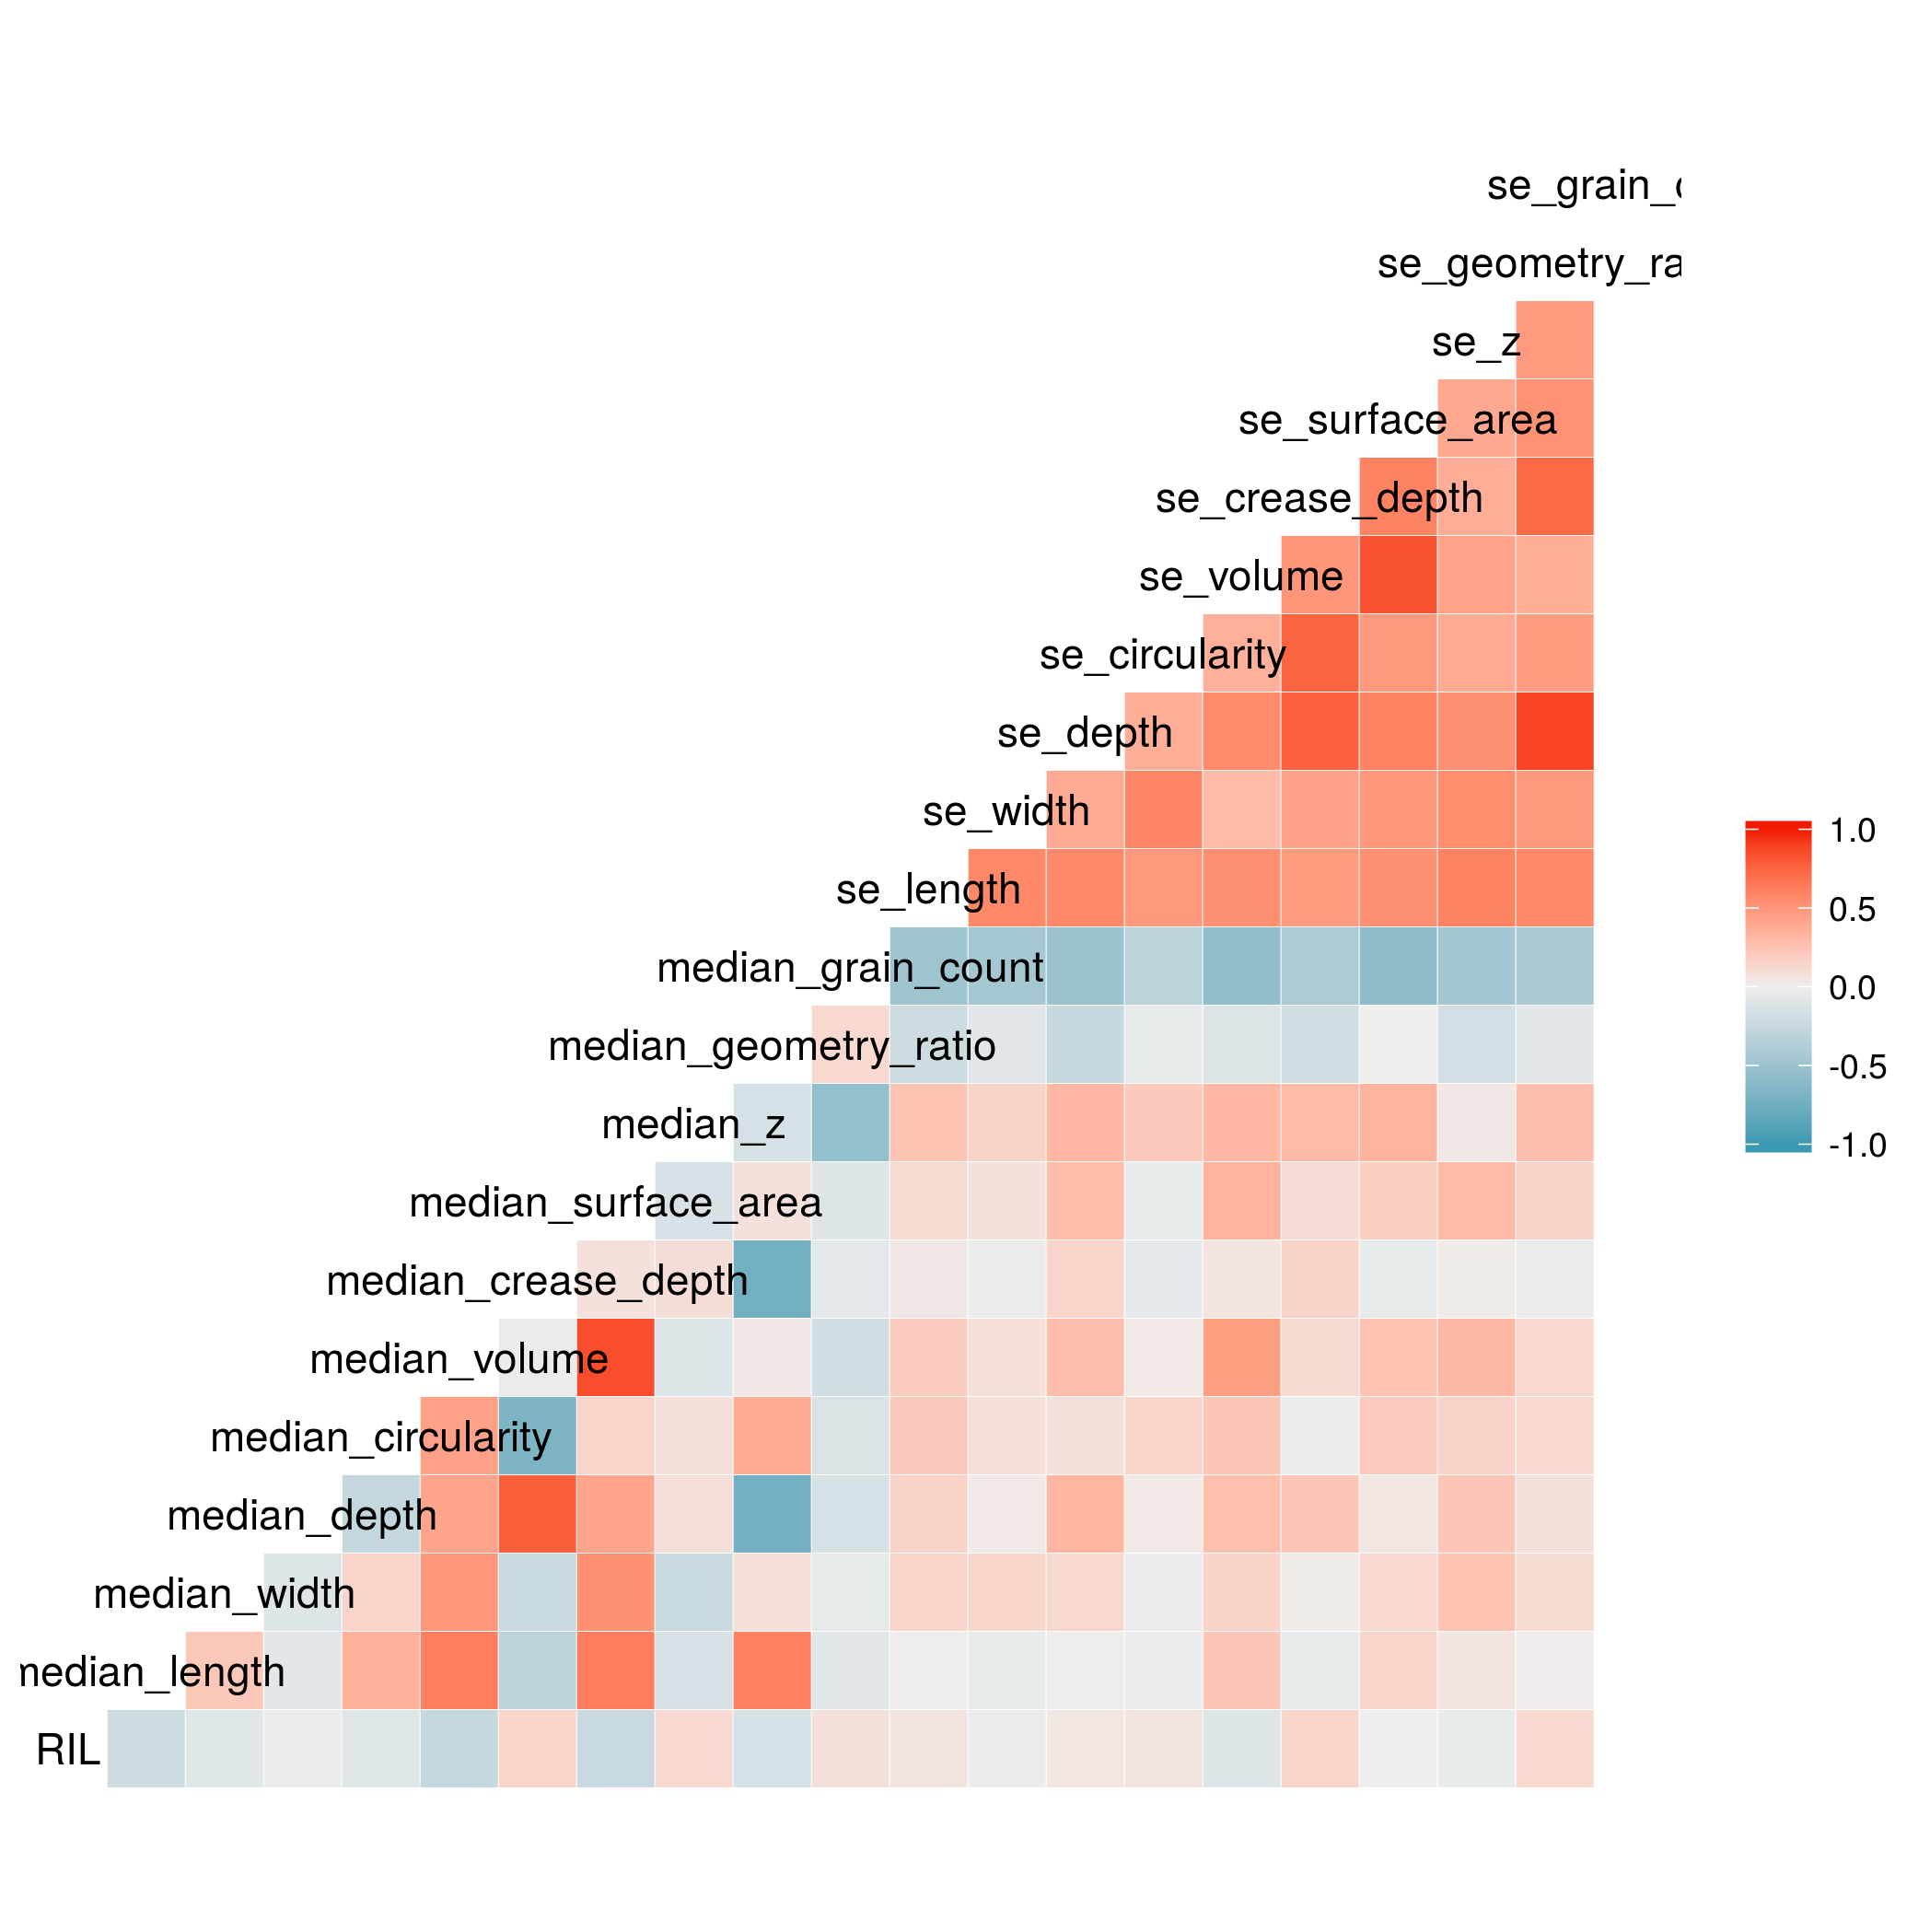 se_grain_
se_geometry_ra
se_z
se_surface_area
se_crease_depth
se_volume
se_circularity
se_depth
se_width
1.0
se_length
0.5
median_grain_count
0.0
median_geometry_ratio
-0.5
median_z
-1.0
median_surface_area
median_crease_depth
median_volume
median_circularity
median_depth
median_width
median_length
RIL